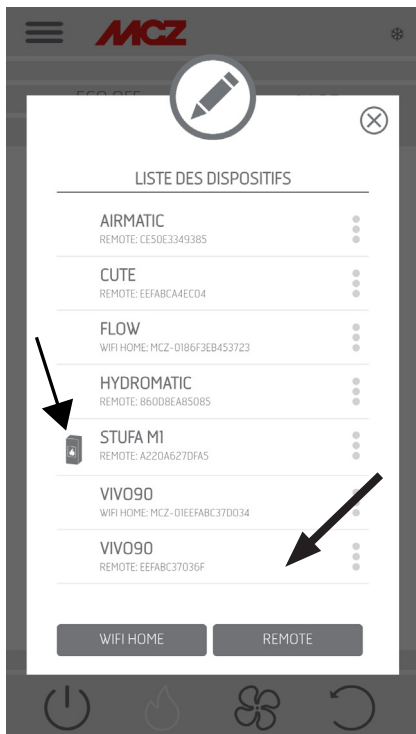 MCZ
LISTE DES DISPOSITIFS
AIRMATIC
REMOTE: CE50E3349385
CUTE
REMOTE: EEFABCA4EC04
FLOW
WIFI HOME: MCZ-0186F3EB453723
HYDROMATIC
REMOTE: 860D8EA85085
STUFA M1
REMOTE: A220A627DFA5
VIVO90
WIFI HOME: MCZ-01EEFABC37D034
VIVO90
REMOTE: EEFABC37036F
WIFI HOME REMOTE